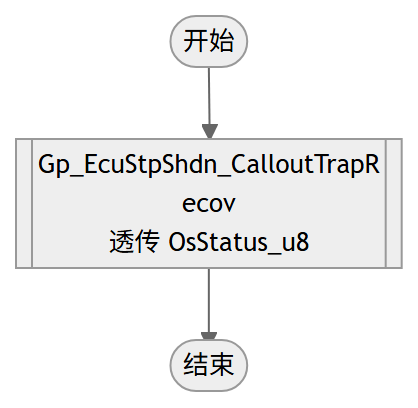 开始
Gp_EcuStpShdn_CalloutTrapR
ecov
透传 OsStatus_u8
结束